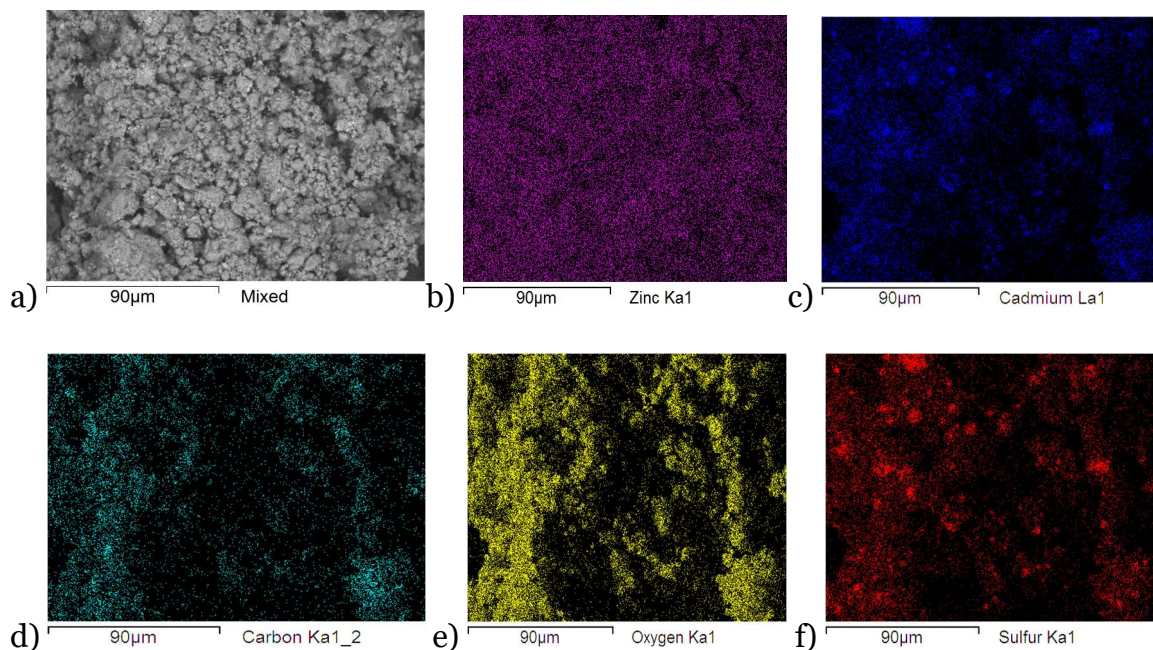 a) 90µm Mixed
b) 90µm Zinc Ka1
c) 90µm Cadmium La1
d) 90µm Carbon Ka1_2
e) 90µm Oxygen Ka1
f) 90µm Sulfur Ka1